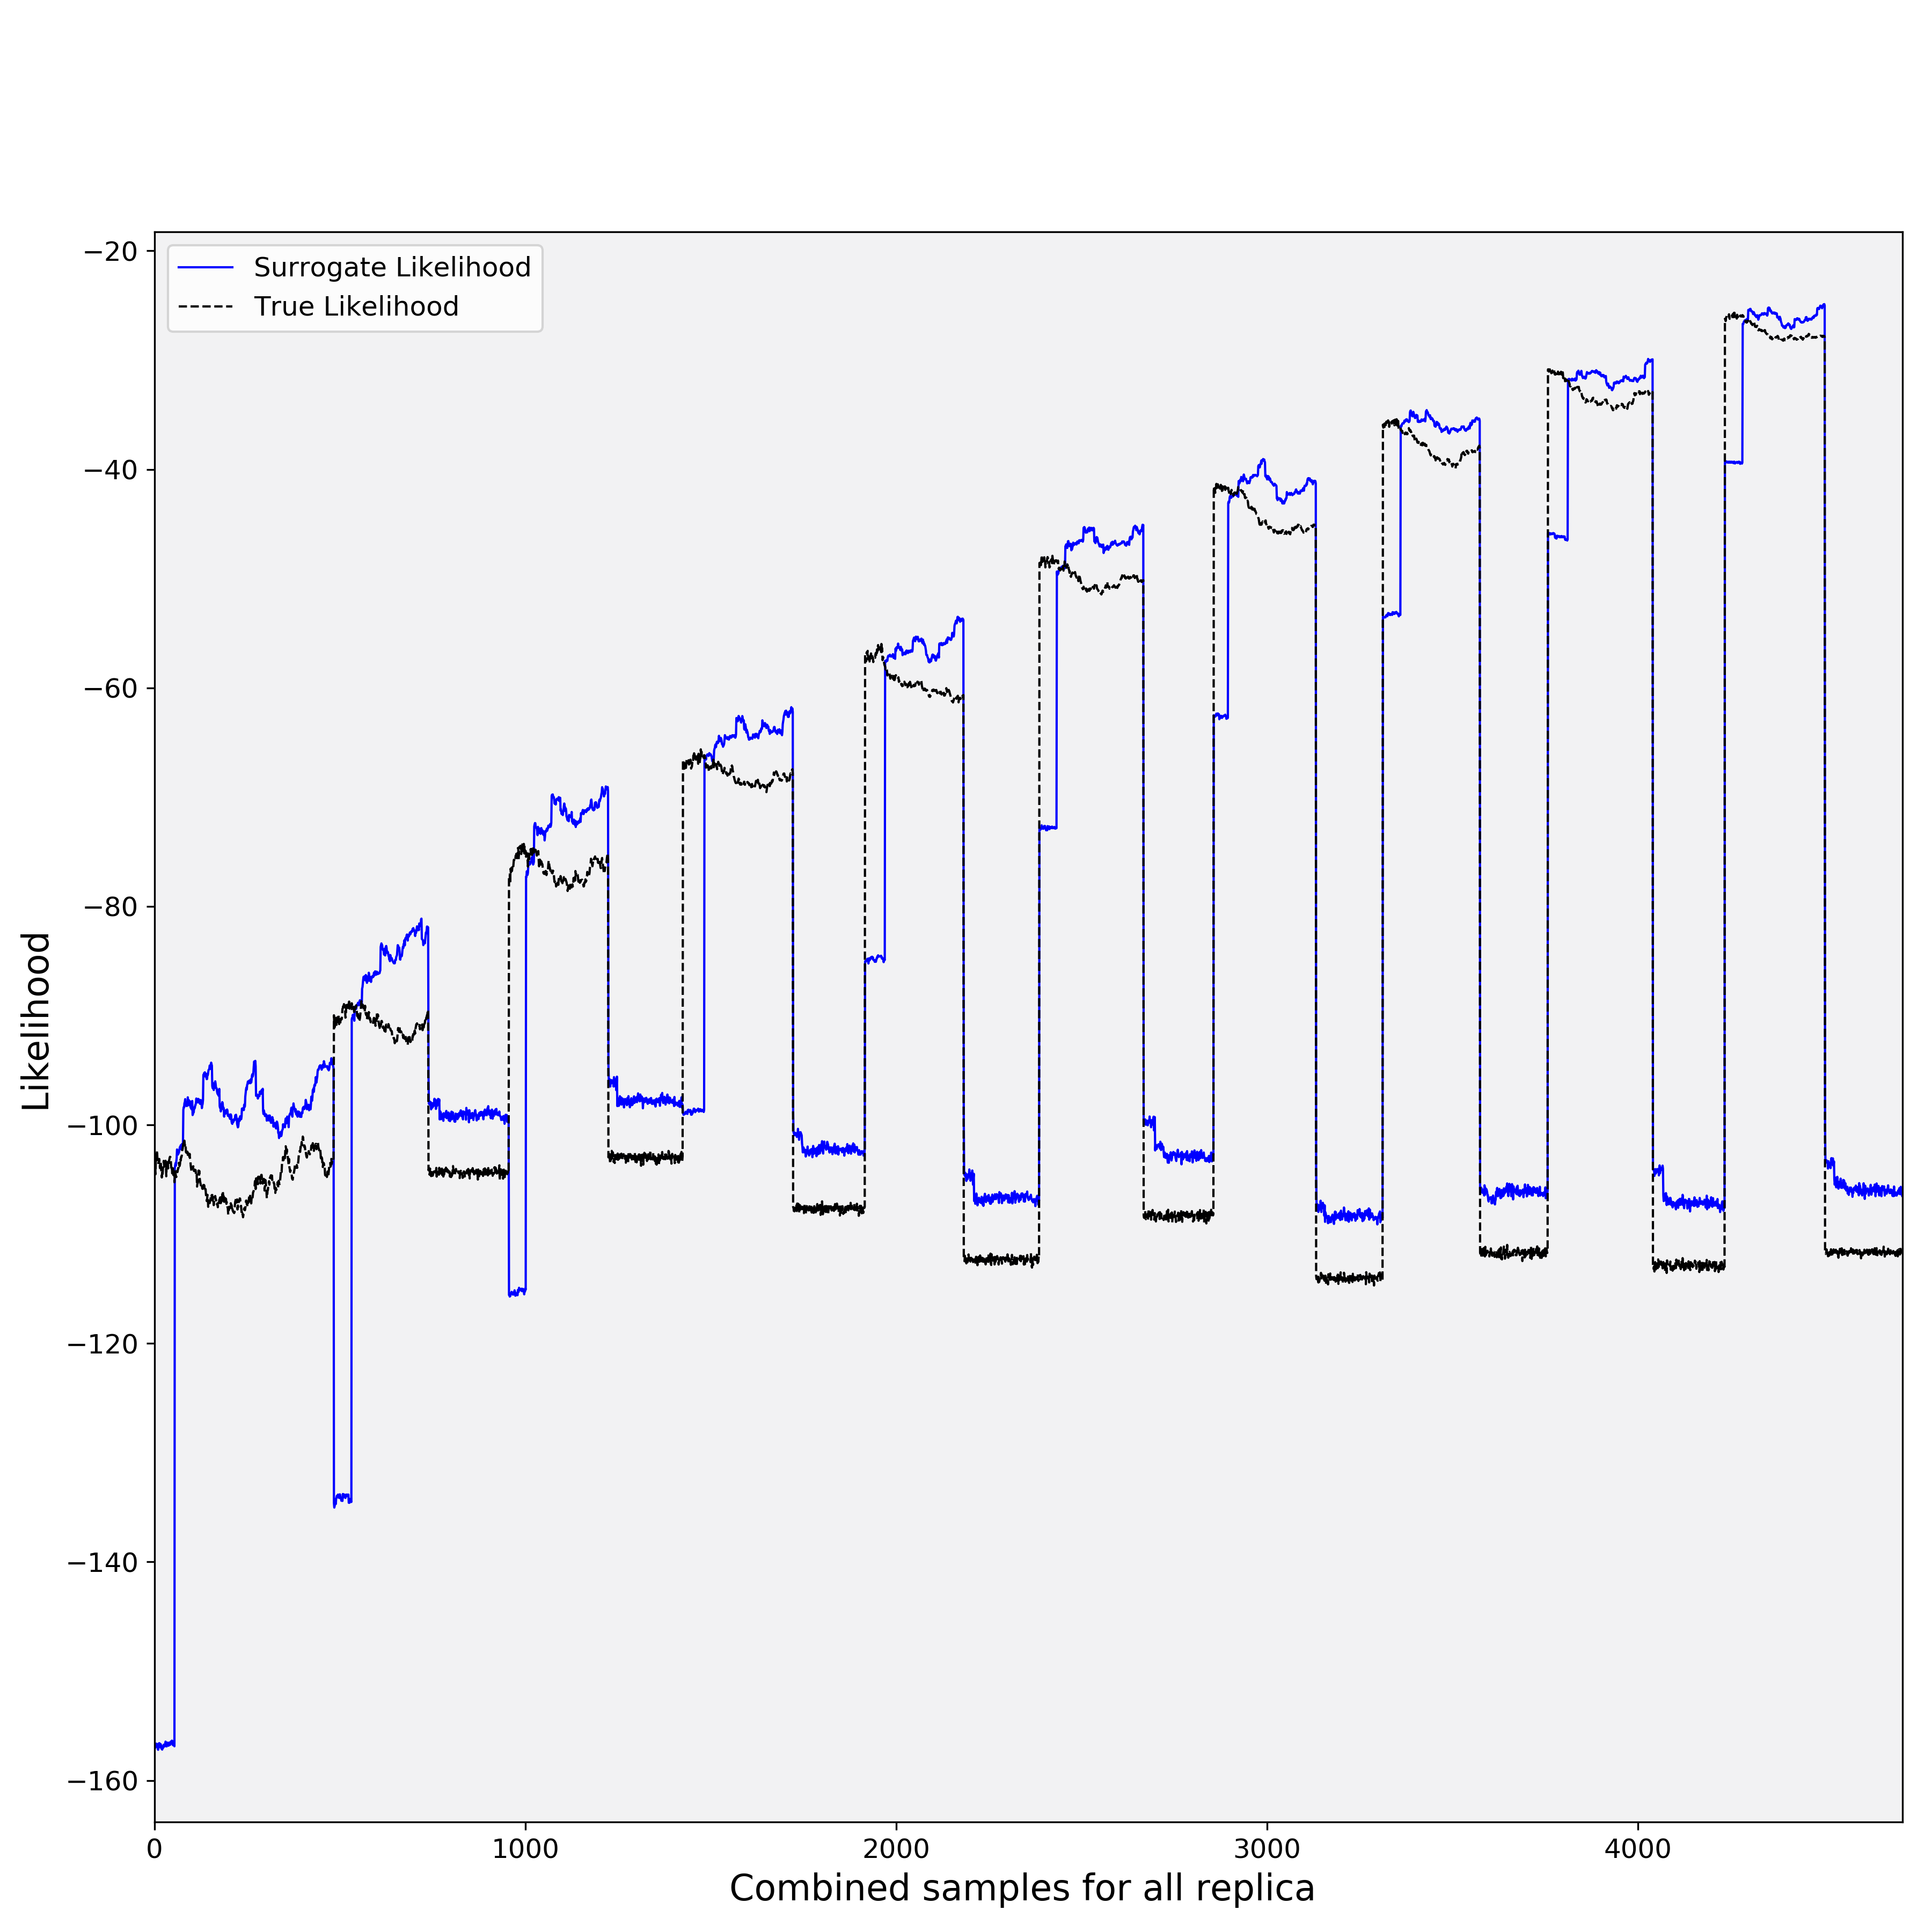 Surrogate Likelihood
True Likelihood
−20
−40
−60
−80
−100
−120
−140
−160
Likelihood
0 1000 2000 3000 4000
Combined samples for all replica